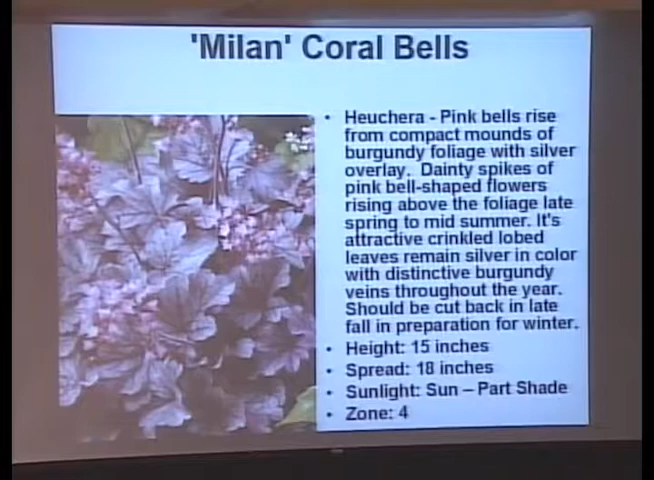 'Milan' Coral Bells
• Heuchera - Pink bells rise
from compact mounds of
burgundy foliage with silver
overlay. Dainty spikes of
pink bell-shaped flowers
rising above the foliage late
spring to mid summer. It's
attractive crinkled lobed
leaves remain silver in color
with distinctive burgundy
veins throughout the year.
Should be cut back in late
fall in preparation for winter.
• Height: 15 inches
• Spread: 18 inches
• Sunlight: Sun – Part Shade
• Zone: 4